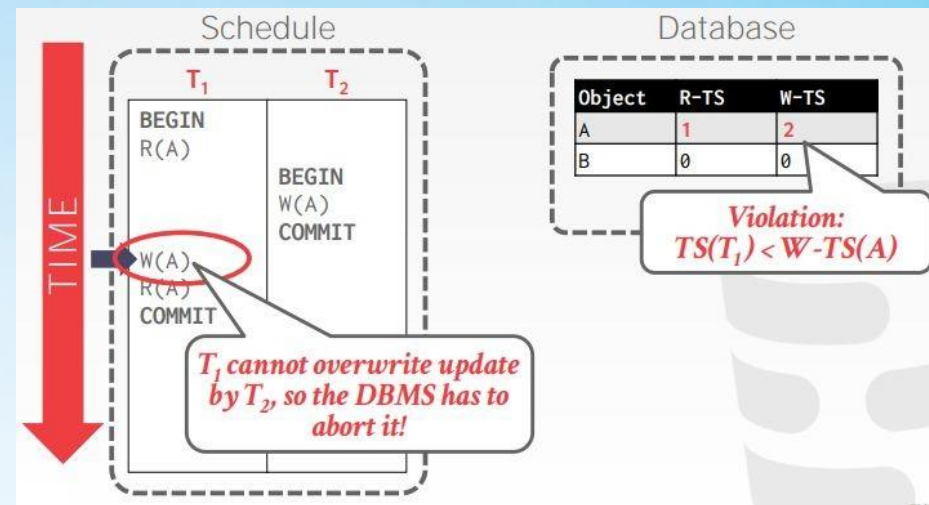 Schedule
Database
TIME
T₁ T₂
BEGIN
R(A)
BEGIN
W(A)
COMMIT
W(A)
R(A)
COMMIT
T₁ cannot overwrite update
by T₂, so the DBMS has to
abort it!
Object R-TS W-TS
A 1 2
B 0 0
Violation:
TS(T₁) < W-TS(A)